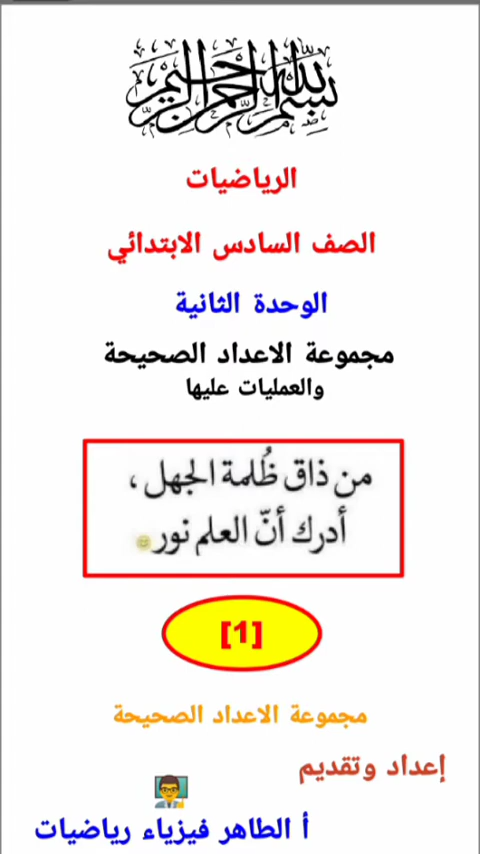 بسم الله الرحمن الرحيم
الرياضيات
الصف السادس الابتدائي
الوحدة الثانية
مجموعة الاعداد الصحيحة
والعمليات عليها
من ذاق ظُلمة الجهل ،
أدرك أنّ العلم نور
[1]
مجموعة الاعداد الصحيحة
إعداد وتقديم
أ الطاهر فيزياء رياضيات